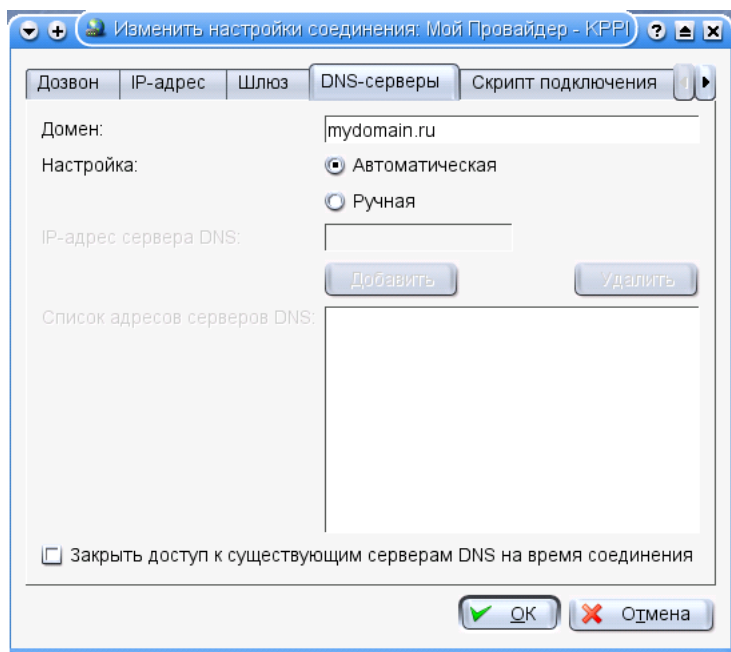 Изменить настройки соединения: Мой Провайдер - KPPI
Дозвон IP-адрес Шлюз DNS-серверы Скрипт подключения
Домен: mydomain.ru
Настройка: Автоматическая
Ручная
IP-адрес сервера DNS:
Добавить Удалить
Список адресов серверов DNS:
Закрыть доступ к существующим серверам DNS на время соединения
OK Отмена